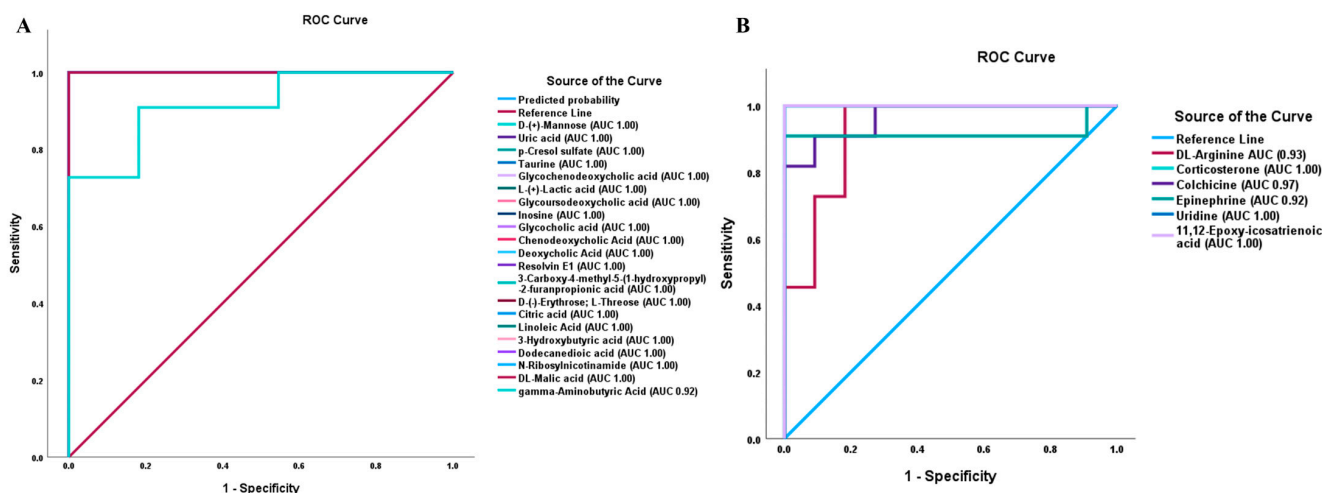 A
ROC Curve
1.0
0.8
0.6
0.4
0.2
0.0
Sensitivity
0.0 0.2 0.4 0.6 0.8 1.0
1 - Specificity
Source of the Curve
Predicted probability
Reference Line
D-(+)-Mannose (AUC 1.00)
Uric acid (AUC 1.00)
p-Cresol sulfate (AUC 1.00)
Taurine (AUC 1.00)
Glycochenodeoxycholic acid (AUC 1.00)
L-(+)-Lactic acid (AUC 1.00)
Glycoursodeoxycholic acid (AUC 1.00)
Inosine (AUC 1.00)
Glycocholic acid (AUC 1.00)
Chenodeoxycholic Acid (AUC 1.00)
Deoxycholic Acid (AUC 1.00)
Resolvin E1 (AUC 1.00)
3-Carboxy-4-methyl-5-(1-hydroxypropyl)
-2-furanpropionic acid (AUC 1.00)
D-(-)-Erythrose; L-Threose (AUC 1.00)
Citric acid (AUC 1.00)
Linoleic Acid (AUC 1.00)
3-Hydroxybutyric acid (AUC 1.00)
Dodecanedioic acid (AUC 1.00)
N-Ribosylnicotinamide (AUC 1.00)
DL-Malic acid (AUC 1.00)
gamma-Aminobutyric Acid (AUC 0.92)
B
ROC Curve
1.0
0.8
0.6
0.4
0.2
0.0
Sensitivity
0.0 0.2 0.4 0.6 0.8 1.0
1 - Specificity
Source of the Curve
Reference Line
DL-Arginine AUC (0.93)
Corticosterone (AUC 1.00)
Colchicine (AUC 0.97)
Epinephrine (AUC 0.92)
Uridine (AUC 1.00)
11,12-Epoxy-icosatrienoic
acid (AUC 1.00)